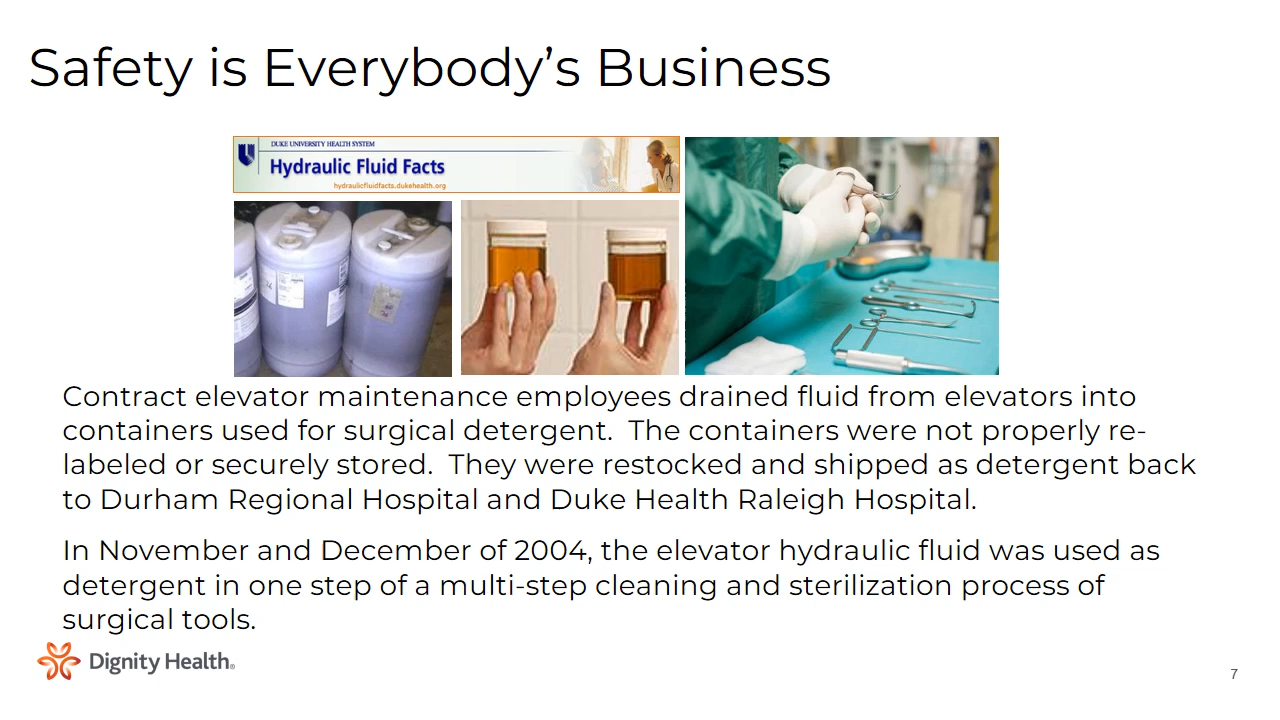 Safety is Everybody’s Business
DUKE UNIVERSITY HEALTH SYSTEM
Hydraulic Fluid Facts
hydraulicfluidfacts.dukehealth.org
Contract elevator maintenance employees drained fluid from elevators into
containers used for surgical detergent.  The containers were not properly re-
labeled or securely stored.  They were restocked and shipped as detergent back
to Durham Regional Hospital and Duke Health Raleigh Hospital.
In November and December of 2004, the elevator hydraulic fluid was used as
detergent in one step of a multi-step cleaning and sterilization process of
surgical tools.
Dignity Health®
7